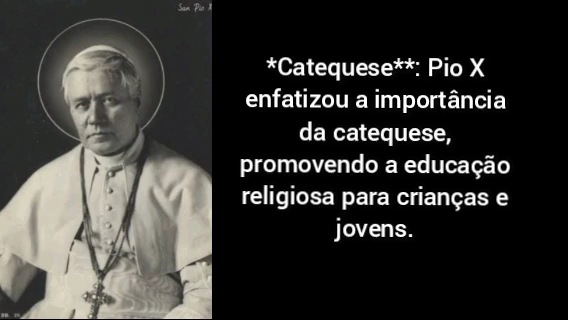 San Pio X
*Catequese**: Pio X
enfatizou a importância
da catequese,
promovendo a educação
religiosa para crianças e
jovens.